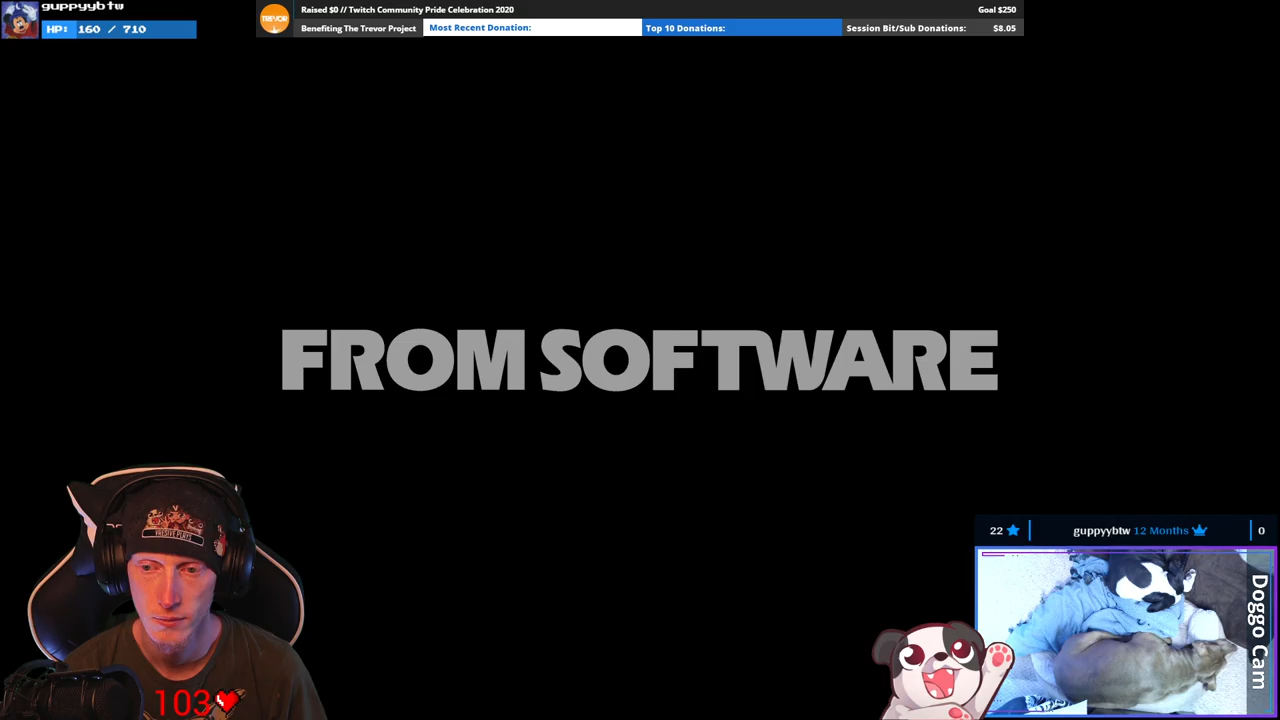 guppyybtw
HP: 160 / 710
TREVOR
Raised $0 // Twitch Community Pride Celebration 2020
Goal $250
Benefiting The Trevor Project
Most Recent Donation:
Top 10 Donations:
Session Bit/Sub Donations:
$8.05
FROM SOFTWARE
22
guppyybtw 12 Months
0
Doggo Cam
103